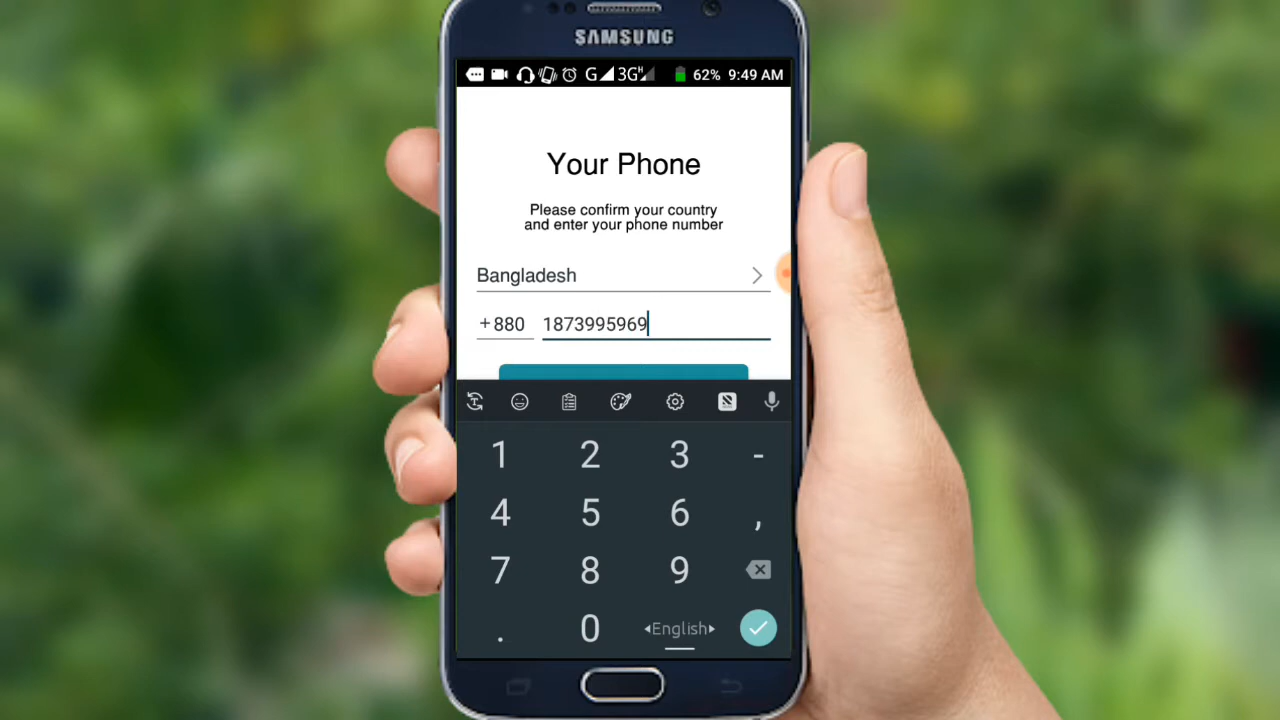 SAMSUNG
G 3G H 62% 9:49 AM
Your Phone
Please confirm your country
and enter your phone number
Bangladesh
+880 1873995969
1 2 3 -
4 5 6 ,
7 8 9
. 0 English